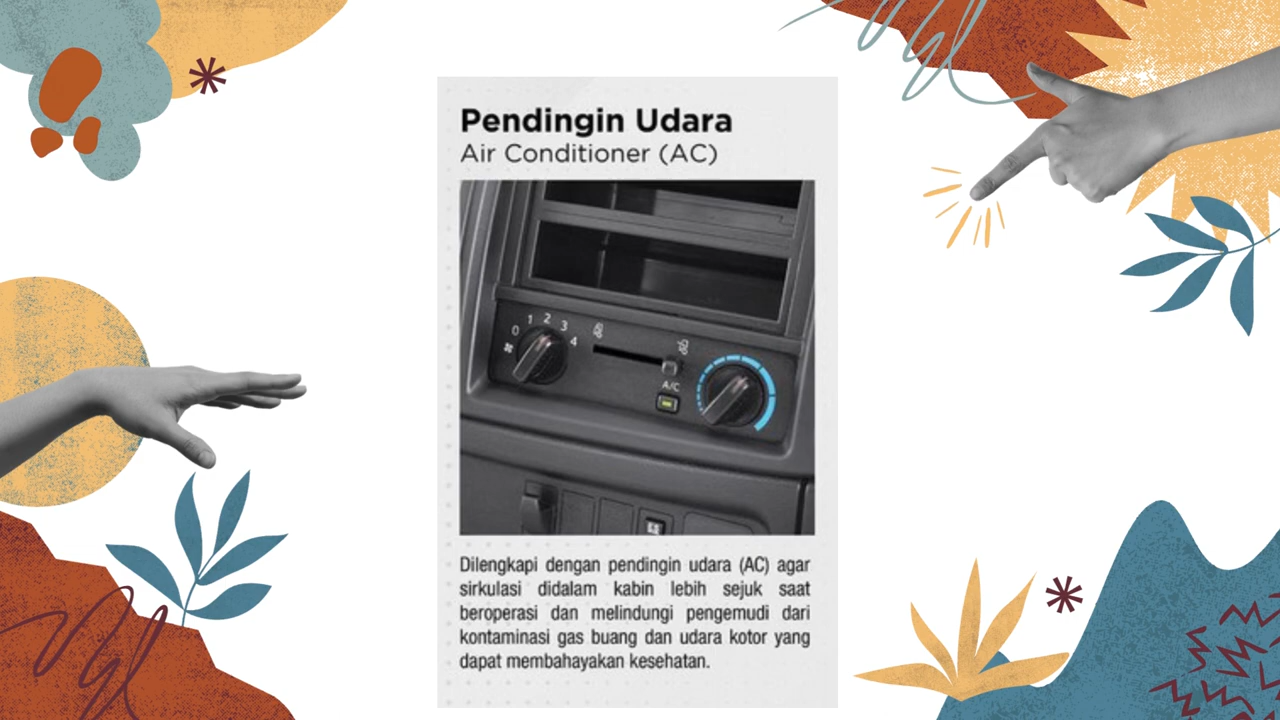 Pendingin Udara
Air Conditioner (AC)
0 1 2 3 4
A/C
Dilengkapi dengan pendingin udara (AC) agar
sirkulasi didalam kabin lebih sejuk saat
beroperasi dan melindungi pengemudi dari
kontaminasi gas buang dan udara kotor yang
dapat membahayakan kesehatan.